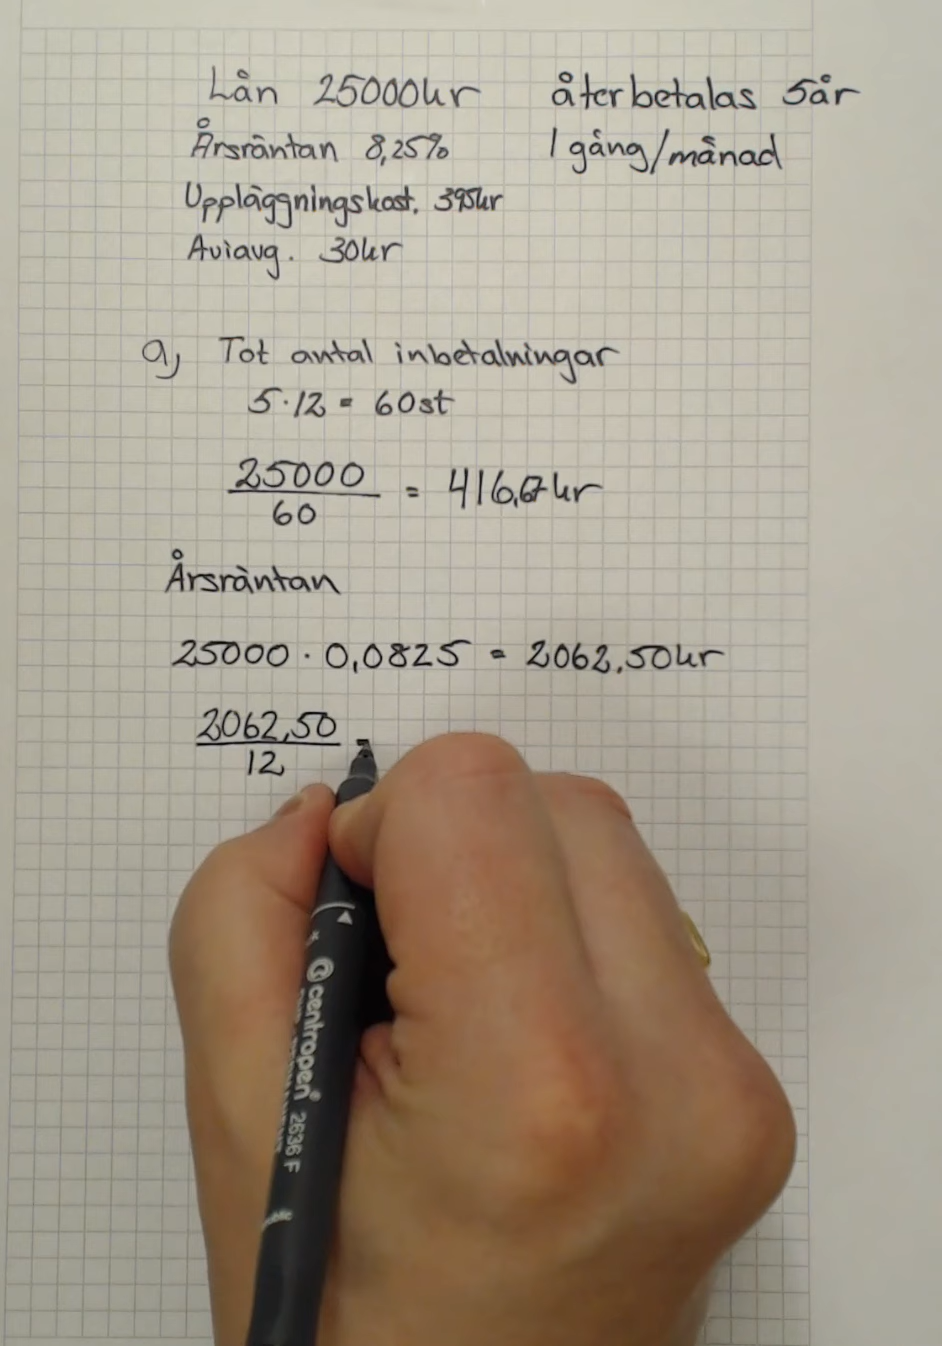 Lån 25000kr återbetalas 5år
Årsräntan 8,25% 1 gång/månad
Uppläggningskost. 395kr
Aviavg. 30kr
a) Tot antal inbetalningar
5·12 = 60st
25000
60
= 416,67kr
Årsräntan
25000 · 0,0825 = 2062,50kr
2062,50
12
=
centropen 2636 F